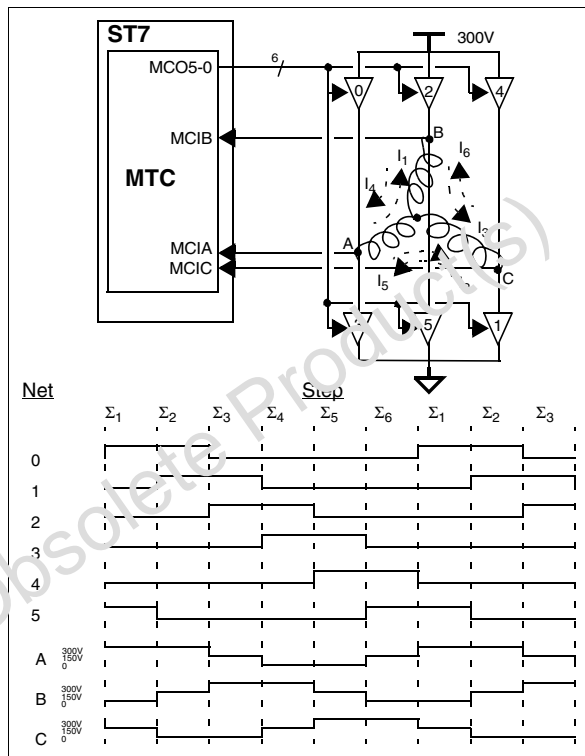 ST7
300V
MCO5-0
6
0
2
4
MCIB
B
I6
I1
MTC
I4
I3
A
MCIA
MCIC
C
I5
5
1
Net
Step
Σ1 Σ2 Σ3 Σ4 Σ5 Σ6 Σ1 Σ2 Σ3
0
1
2
3
4
5
A 300V 150V 0
B 300V 150V 0
C 300V 150V 0
Obsolete Product(s)